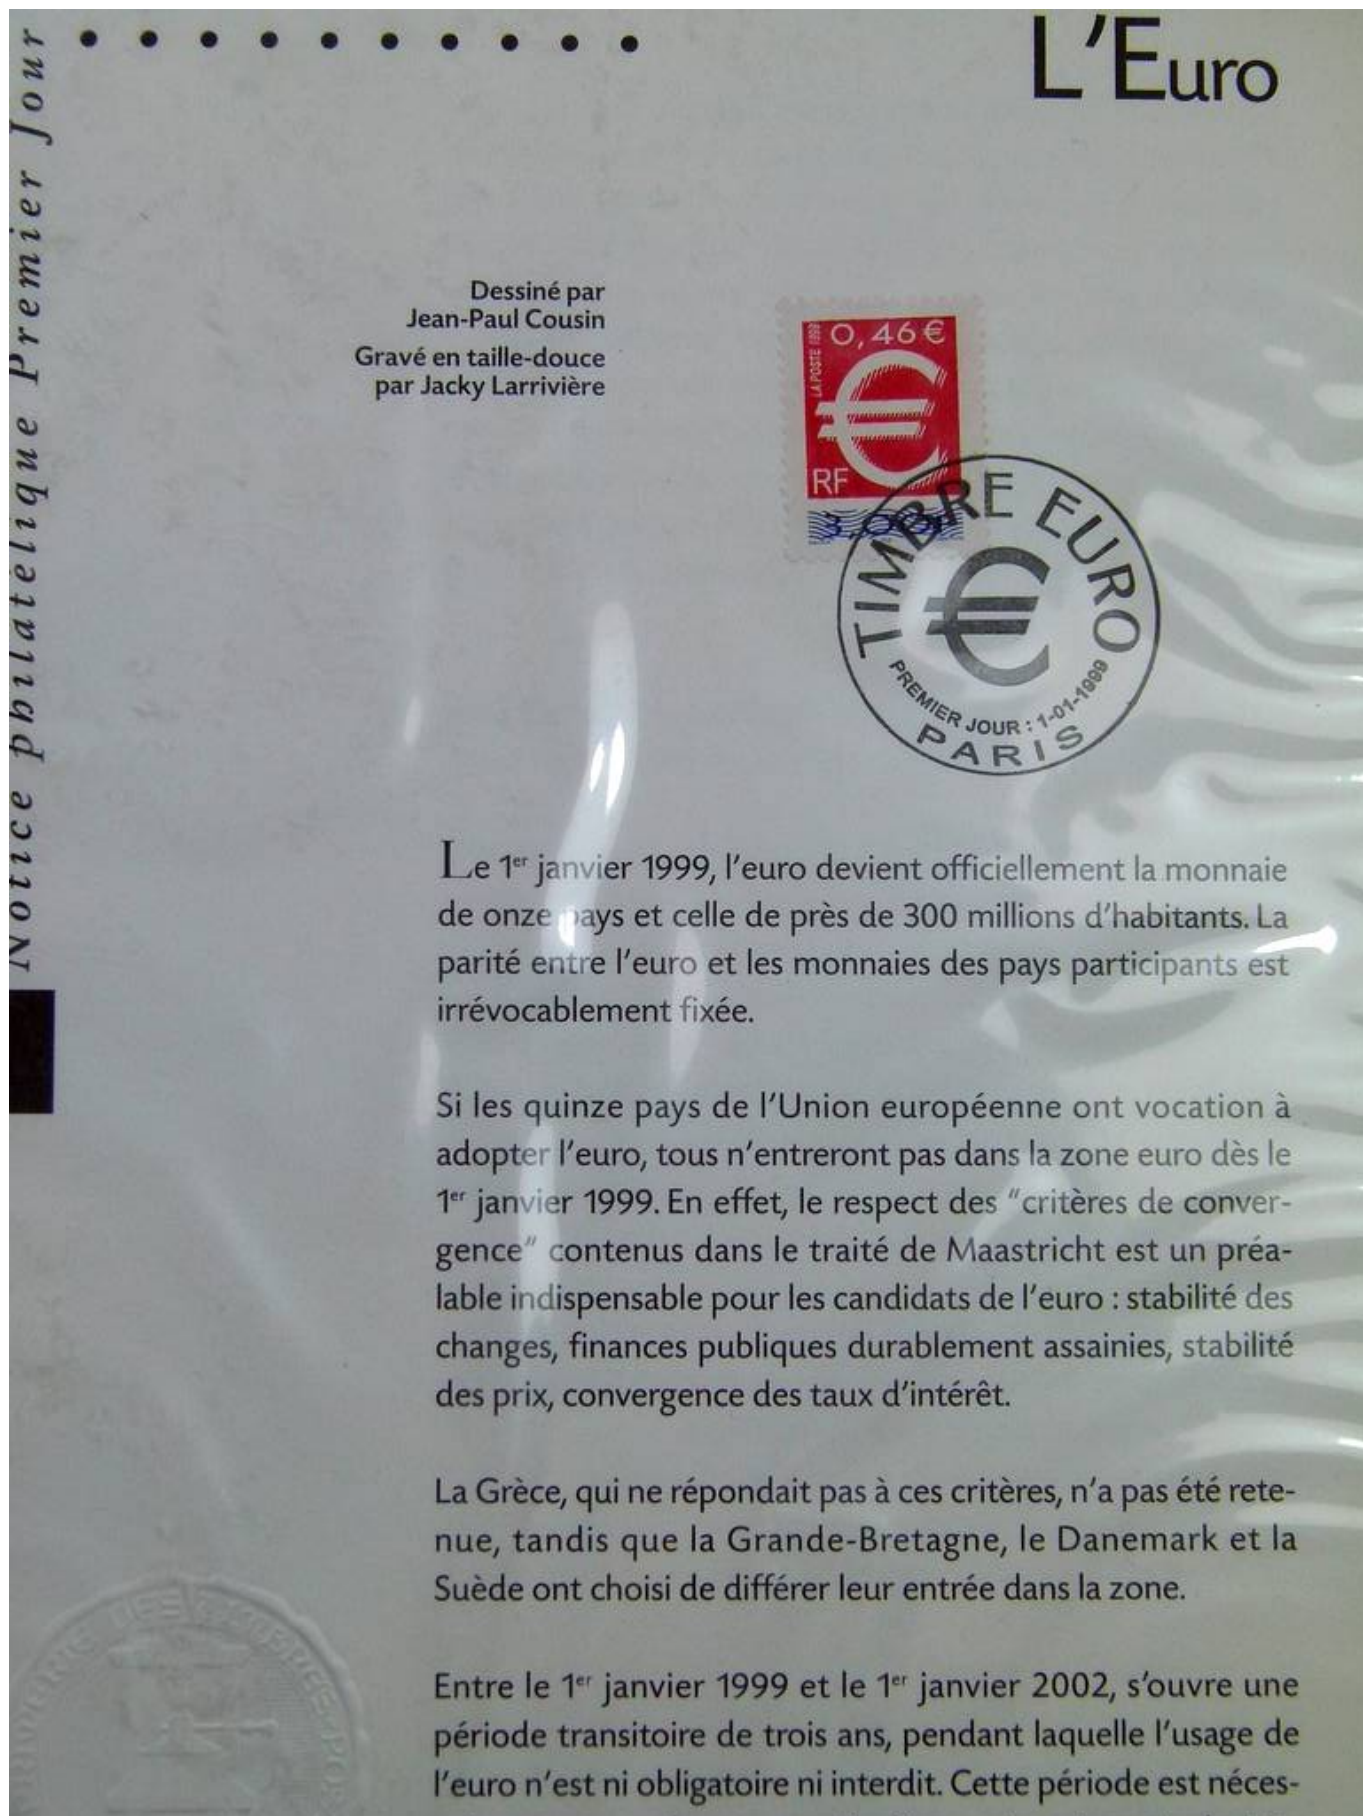 Notice philatélique Premier Jour
L'Euro
Dessiné par
Jean-Paul Cousin
Gravé en taille-douce
par Jacky Larrivière
0,46 €
LA POSTE 1999
€
RF
3,00
TIMBRE EURO
€
PREMIER JOUR : 1-01-1999
PARIS
Le 1er janvier 1999, l'euro devient officiellement la monnaie
de onze pays et celle de près de 300 millions d'habitants. La
parité entre l'euro et les monnaies des pays participants est
irrévocablement fixée.
Si les quinze pays de l'Union européenne ont vocation à
adopter l'euro, tous n'entreront pas dans la zone euro dès le
1er janvier 1999. En effet, le respect des "critères de conver-
gence" contenus dans le traité de Maastricht est un préa-
lable indispensable pour les candidats de l'euro : stabilité des
changes, finances publiques durablement assainies, stabilité
des prix, convergence des taux d'intérêt.
La Grèce, qui ne répondait pas à ces critères, n'a pas été rete-
nue, tandis que la Grande-Bretagne, le Danemark et la
Suède ont choisi de différer leur entrée dans la zone.
Entre le 1er janvier 1999 et le 1er janvier 2002, s'ouvre une
période transitoire de trois ans, pendant laquelle l'usage de
l'euro n'est ni obligatoire ni interdit. Cette période est néces-
DES TIMBRES